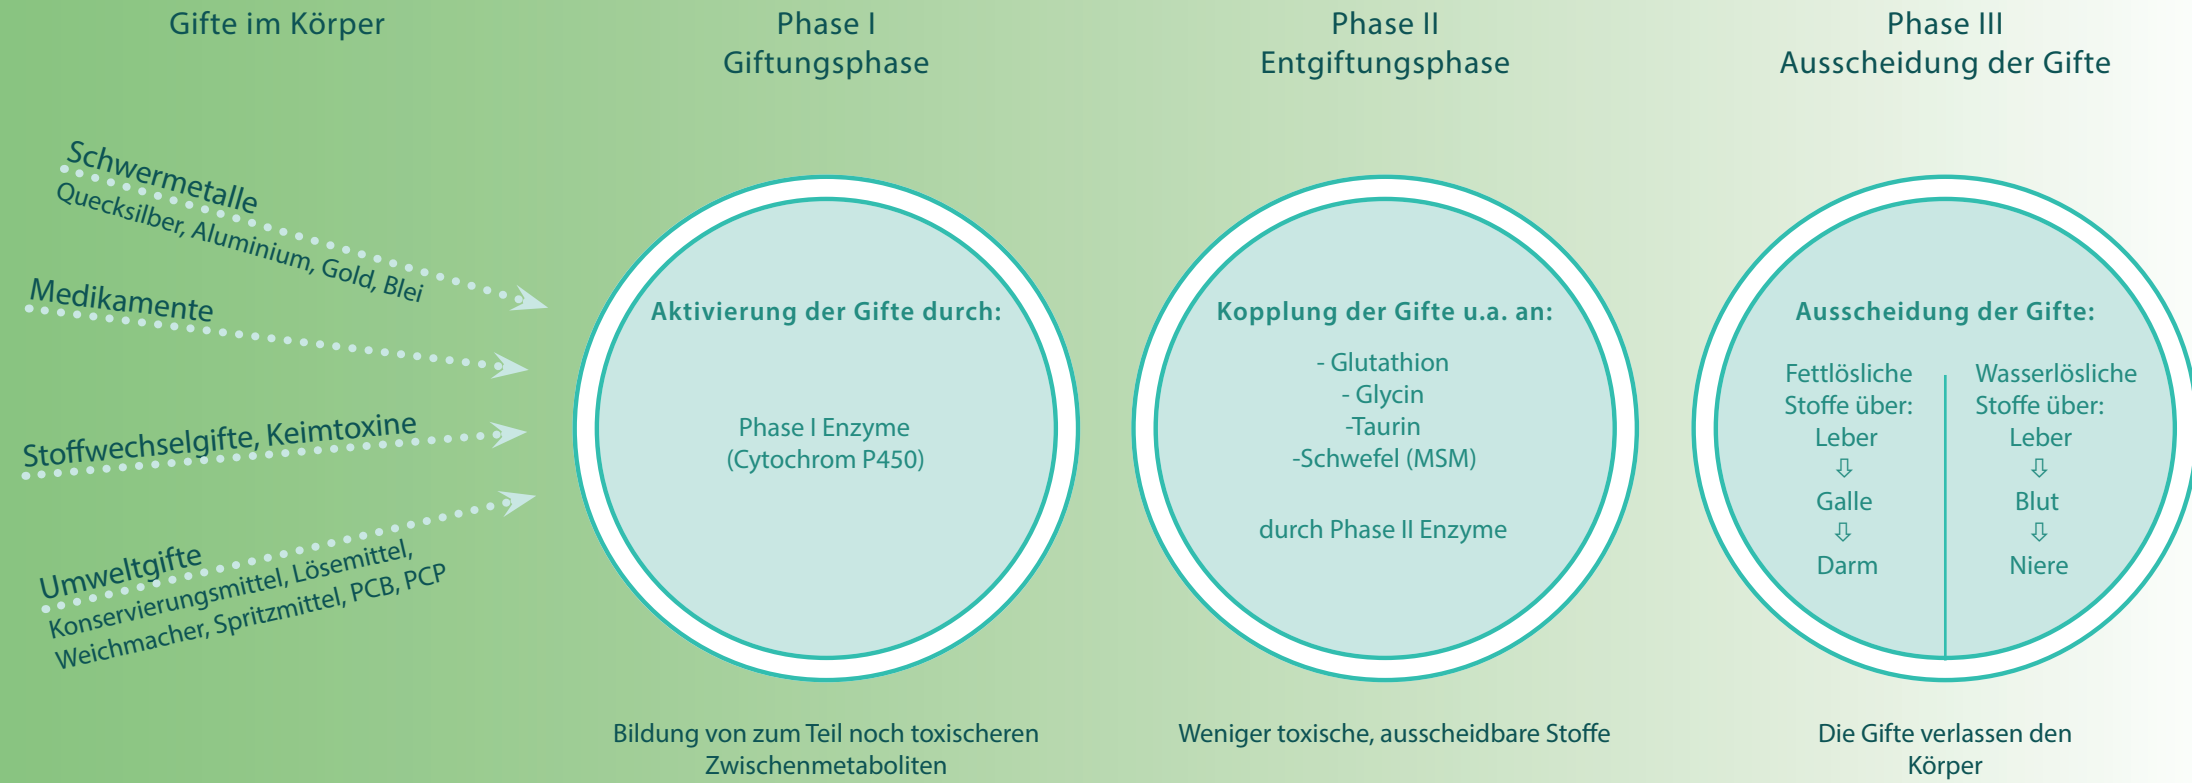 Gifte im Körper
Schwermetalle
Quecksilber, Aluminium, Gold, Blei
Medikamente
Stoffwechselgifte, Keimtoxine
Umweltgifte
Konservierungsmittel, Lösemittel,
Weichmacher, Spritzmittel, PCB, PCP
Phase I
Giftungsphase
Aktivierung der Gifte durch:
Phase I Enzyme
(Cytochrom P450)
Bildung von zum Teil noch toxischeren
Zwischenmetaboliten
Phase II
Entgiftungsphase
Kopplung der Gifte u.a. an:
- Glutathion
- Glycin
-Taurin
-Schwefel (MSM)
durch Phase II Enzyme
Weniger toxische, ausscheidbare Stoffe
Phase III
Ausscheidung der Gifte
Ausscheidung der Gifte:
Fettlösliche
Stoffe über:
Leber
⇩
Galle
⇩
Darm
Wasserlösliche
Stoffe über:
Leber
⇩
Blut
⇩
Niere
Die Gifte verlassen den
Körper